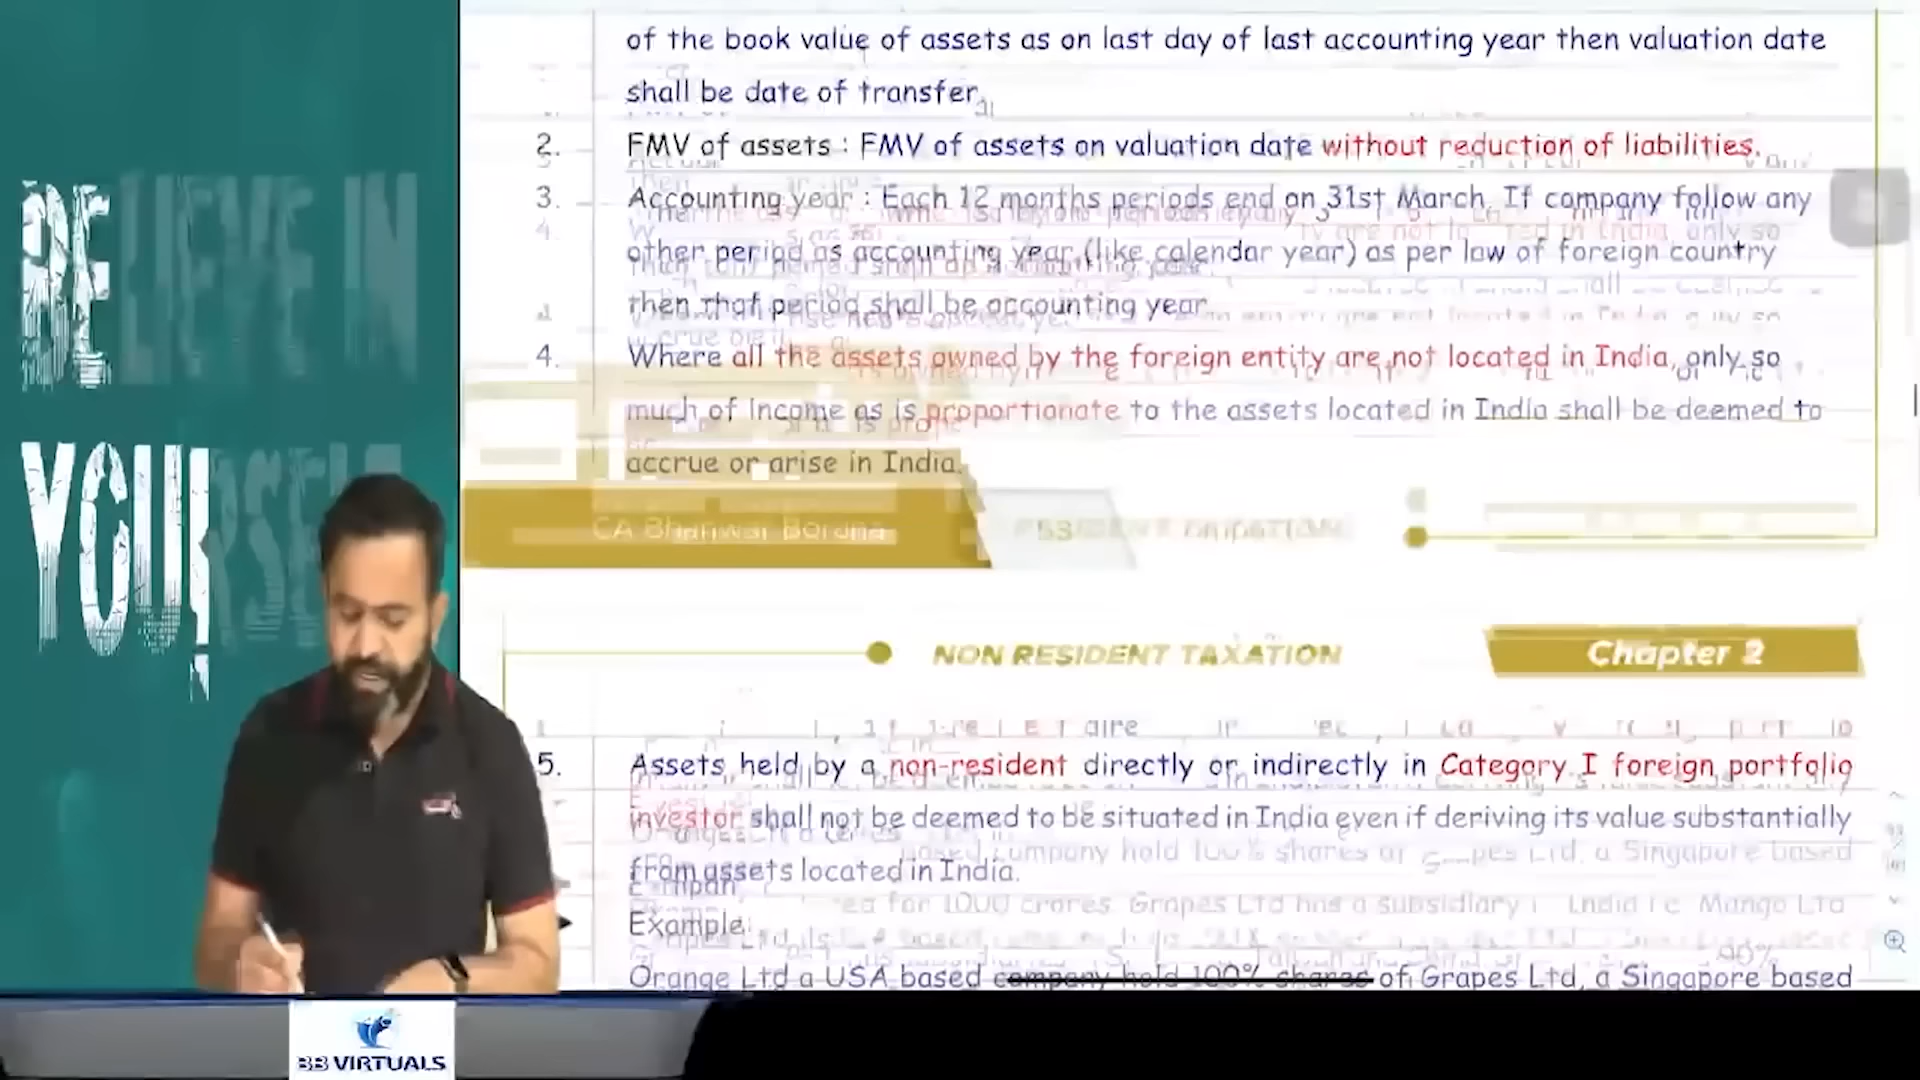 BELIEVE IN
YOURSELF
of the book value of assets as on last day of last accounting year then valuation date
shall be date of transfer.
2. FMV of assets : FMV of assets on valuation date without reduction of liabilities.
3. Accounting year : Each 12 months periods end on 31st March. If company follow any
other period as accounting year (like calendar year) as per law of foreign country
then that period shall be accounting year
4. Where all the assets owned by the foreign entity are not located in India, only so
much of income as is proportionate to the assets located in India shall be deemed to
accrue or arise in India.
CA Bhanwar Borana
NON RESIDENT TAXATION
Chapter 2
5. Assets held by a non-resident directly or indirectly in Category I foreign portfolio
investor shall not be deemed to be situated in India even if deriving its value substantially
from assets located in India.
Example
Orange Ltd a USA based company hold 100% shares of Grapes Ltd, a Singapore based
BB VIRTUALS